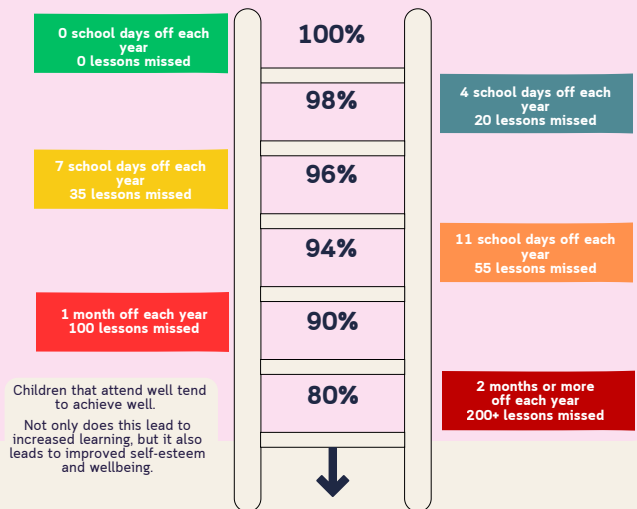 0 school days off each
year
0 lessons missed
100%
98%
4 school days off each
year
20 lessons missed
7 school days off each
year
35 lessons missed
96%
94%
11 school days off each
year
55 lessons missed
1 month off each year
100 lessons missed
90%
80%
2 months or more
off each year
200+ lessons missed
Children that attend well tend
to achieve well.
Not only does this lead to
increased learning, but it also
leads to improved self-esteem
and wellbeing.